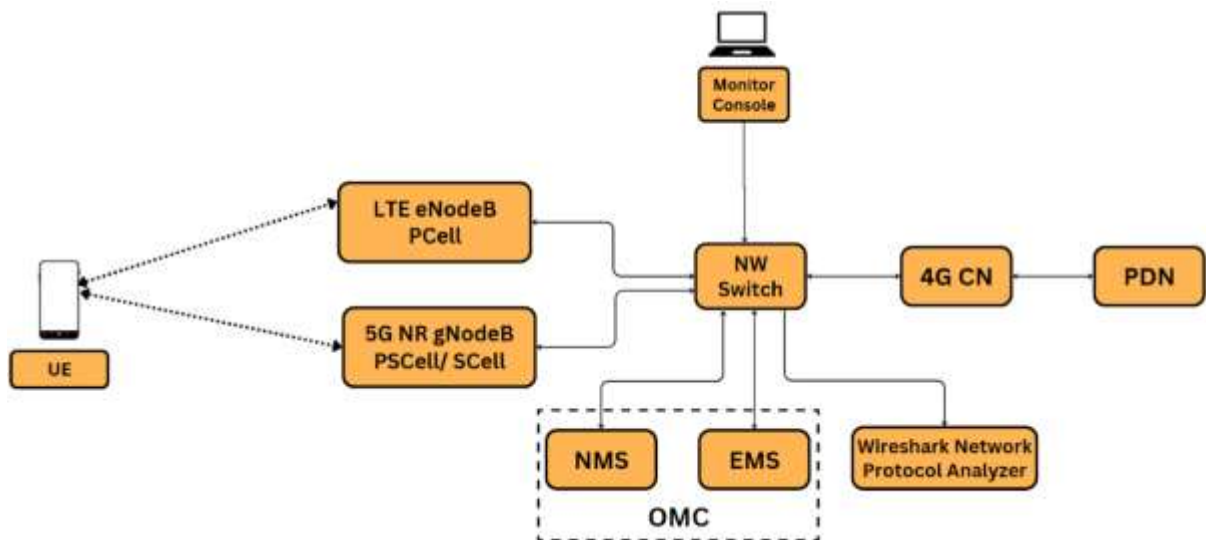 Monitor
Console
LTE eNodeB
PCell
NW
Switch
4G CN
PDN
5G NR gNodeB
PSCell/ SCell
UE
NMS
EMS
Wireshark Network
Protocol Analyzer
OMC